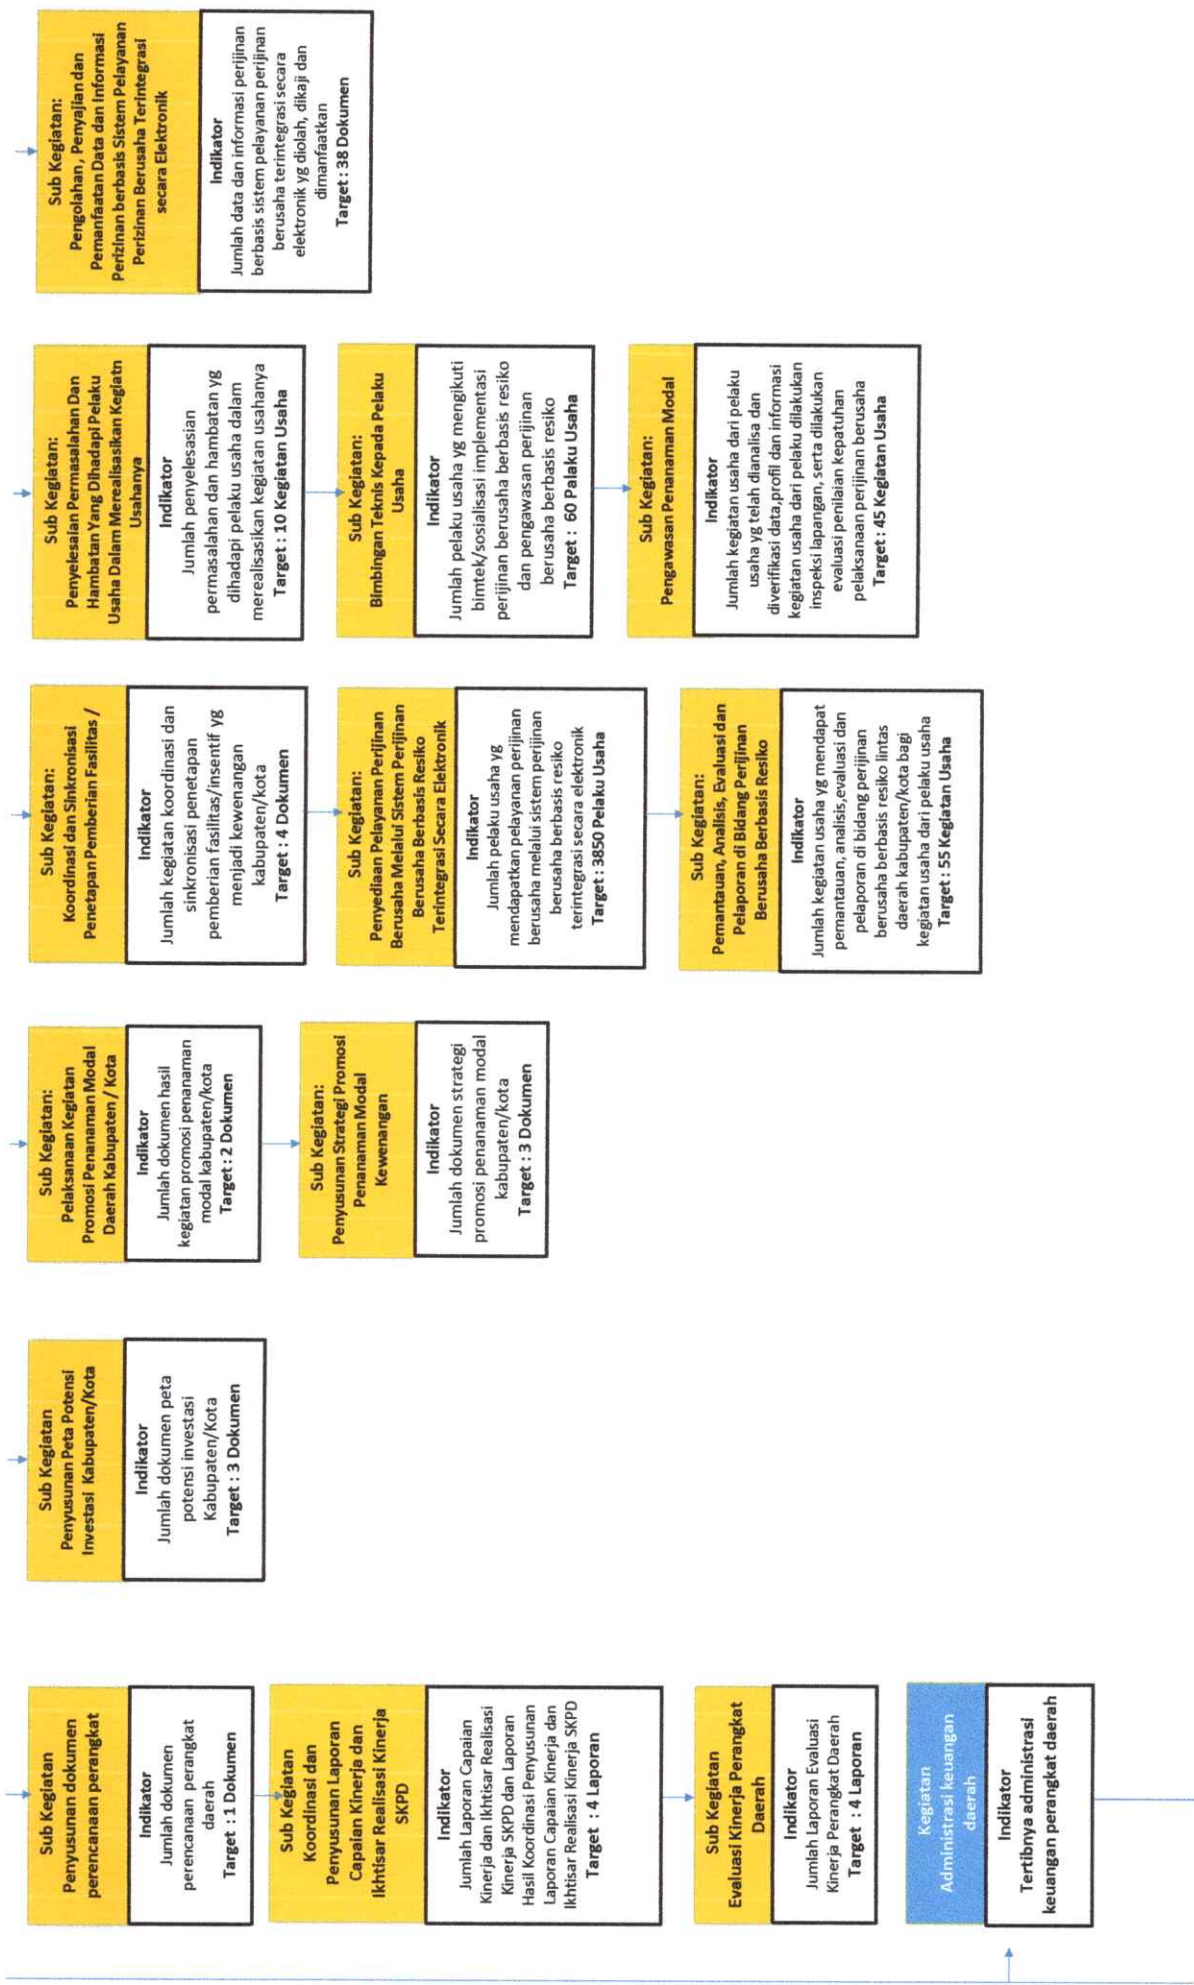 Sub Kegiatan
Penyusunan dokumen
perencanaan perangkat
Indikator
Jumlah dokumen
perencanaan perangkat
daerah
Target : 1 Dokumen
Sub Kegiatan
Koordinasi dan
Penyusunan Laporan
Capaian Kinerja dan
Ikhtisar Realisasi Kinerja
SKPD
Indikator
Jumlah Laporan Capaian
Kinerja dan Ikhtisar Realisasi
Kinerja SKPD dan Laporan
Hasil Koordinasi Penyusunan
Laporan Capaian Kinerja dan
Ikhtisar Realisasi Kinerja SKPD
Target : 4 Laporan
Sub Kegiatan
Evaluasi Kinerja Perangkat
Daerah
Indikator
Jumlah Laporan Evaluasi
Kinerja Perangkat Daerah
Target : 4 Laporan
Kegiatan
Administrasi keuangan
daerah
Indikator
Tertibnya administrasi
keuangan perangkat daerah
Sub Kegiatan
Penyusunan Peta Potensi
Investasi Kabupaten/Kota
Indikator
Jumlah dokumen peta
potensi investasi
Kabupaten/Kota
Target : 3 Dokumen
Sub Kegiatan:
Pelaksanaan Kegiatan
Promosi Penanaman Modal
Daerah Kabupaten / Kota
Indikator
Jumlah dokumen hasil
kegiatan promosi penanaman
modal kabupaten/kota
Target : 2 Dokumen
Sub Kegiatan:
Penyusunan Strategi Promosi
Penanaman Modal
Kewenangan
Indikator
Jumlah dokumen strategi
promosi penanaman modal
kabupaten/kota
Target : 3 Dokumen
Sub Kegiatan:
Koordinasi dan Sinkronisasi
Penetapan Pemberian Fasilitas /
Indikator
Jumlah kegiatan koordinasi dan
sinkronisasi penetapan
pemberian fasilitas/insentif yg
menjadi kewenangan
kabupaten/kota
Target : 4 Dokumen
Sub Kegiatan:
Penyediaan Pelayanan Perijinan
Berusaha Melalui Sistem Perijinan
Berusaha Berbasis Resiko
Terintegrasi Secara Elektronik
Indikator
Jumlah pelaku usaha yg
mendapatkan pelayanan perijinan
berusaha melalui sistem perijinan
berusaha berbasis resiko
terintegrasi secara elektronik
Target : 3850 Pelaku Usaha
Sub Kegiatan:
Pemantauan, Analisis, Evaluasi dan
Pelaporan di Bidang Perijinan
Berusaha Berbasis Resiko
Indikator
Jumlah kegiatan usaha yg mendapat
pemantauan, analisis,evaluasi dan
pelaporan di bidang perijinan
berusaha berbasis resiko lintas
daerah kabupaten/kota bagi
kegiatan usaha dari pelaku usaha
Target : 55 Kegiatan Usaha
Sub Kegiatan:
Penyelesaian Permasalahan Dan
Hambatan Yang Dihadapi Pelaku
Usaha Dalam Merealisasikan Kegiatn
Usahanya
Indikator
Jumlah penyelesasian
permasalahan dan hambatan yg
dihadapi pelaku usaha dalam
merealisasikan kegiatan usahanya
Target : 10 Kegiatan Usaha
Sub Kegiatan:
Bimbingan Teknis Kepada Pelaku
Usaha
Indikator
Jumlah pelaku usaha yg mengikuti
bimtek/sosialisasi implementasi
perijinan berusaha berbasis resiko
dan pengawasan perijinan
berusaha berbasis resiko
Target : 60 Palaku Usaha
Sub Kegiatan:
Pengawasan Penanaman Modal
Indikator
Jumlah kegiatan usaha dari pelaku
usaha yg telah dianalisa dan
diverifikasi data,profil dan informasi
kegiatan usaha dari pelaku dilakukan
inspeksi lapangan, serta dilakukan
evaluasi penilaian kepatuhan
pelaksanaan perijinan berusaha
Target : 45 Kegiatan Usaha
Sub Kegiatan:
Pengolahan , Penyajian dan
Pemanfaatan Data dan Informasi
Perizinan berbasis Sistem Pelayanan
Perizinan Berusaha Terintegrasi
secara Elektronik
Indikator
Jumlah data dan informasi perijinan
berbasis sistem pelayanan perijinan
berusaha terintegrasi secara
elektronik yg diolah, dikaji dan
dimanfaatkan
Target : 38 Dokumen